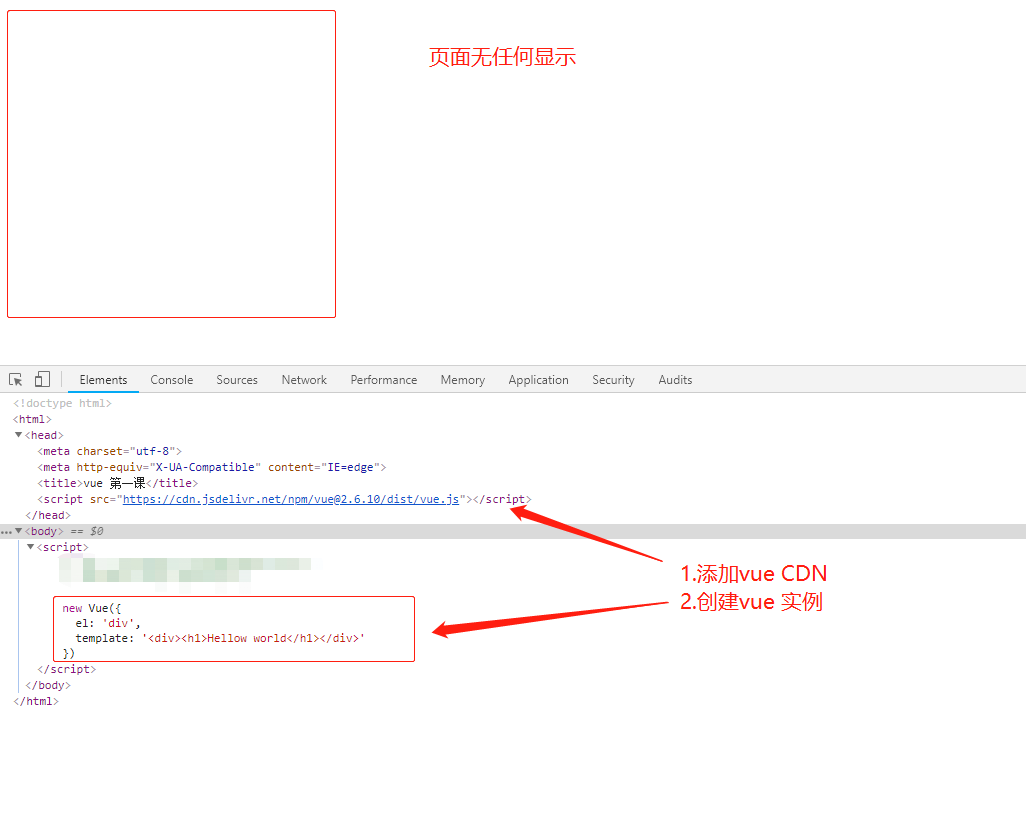 页面无任何显示
Elements Console Sources Network Performance Memory Application Security Audits
<!doctype html>
<html>
<head>
<meta charset="utf-8">
<meta http-equiv="X-UA-Compatible" content="IE=edge">
<title>vue 第一课</title>
<script src="https://cdn.jsdelivr.net/npm/vue@2.6.10/dist/vue.js"></script>
</head>
<body> == $0
<script>
1.添加vue CDN
2.创建vue 实例
new Vue({
el: 'div',
template: '<div><h1>Hellow world</h1></div>'
})
</script>
</body>
</html>